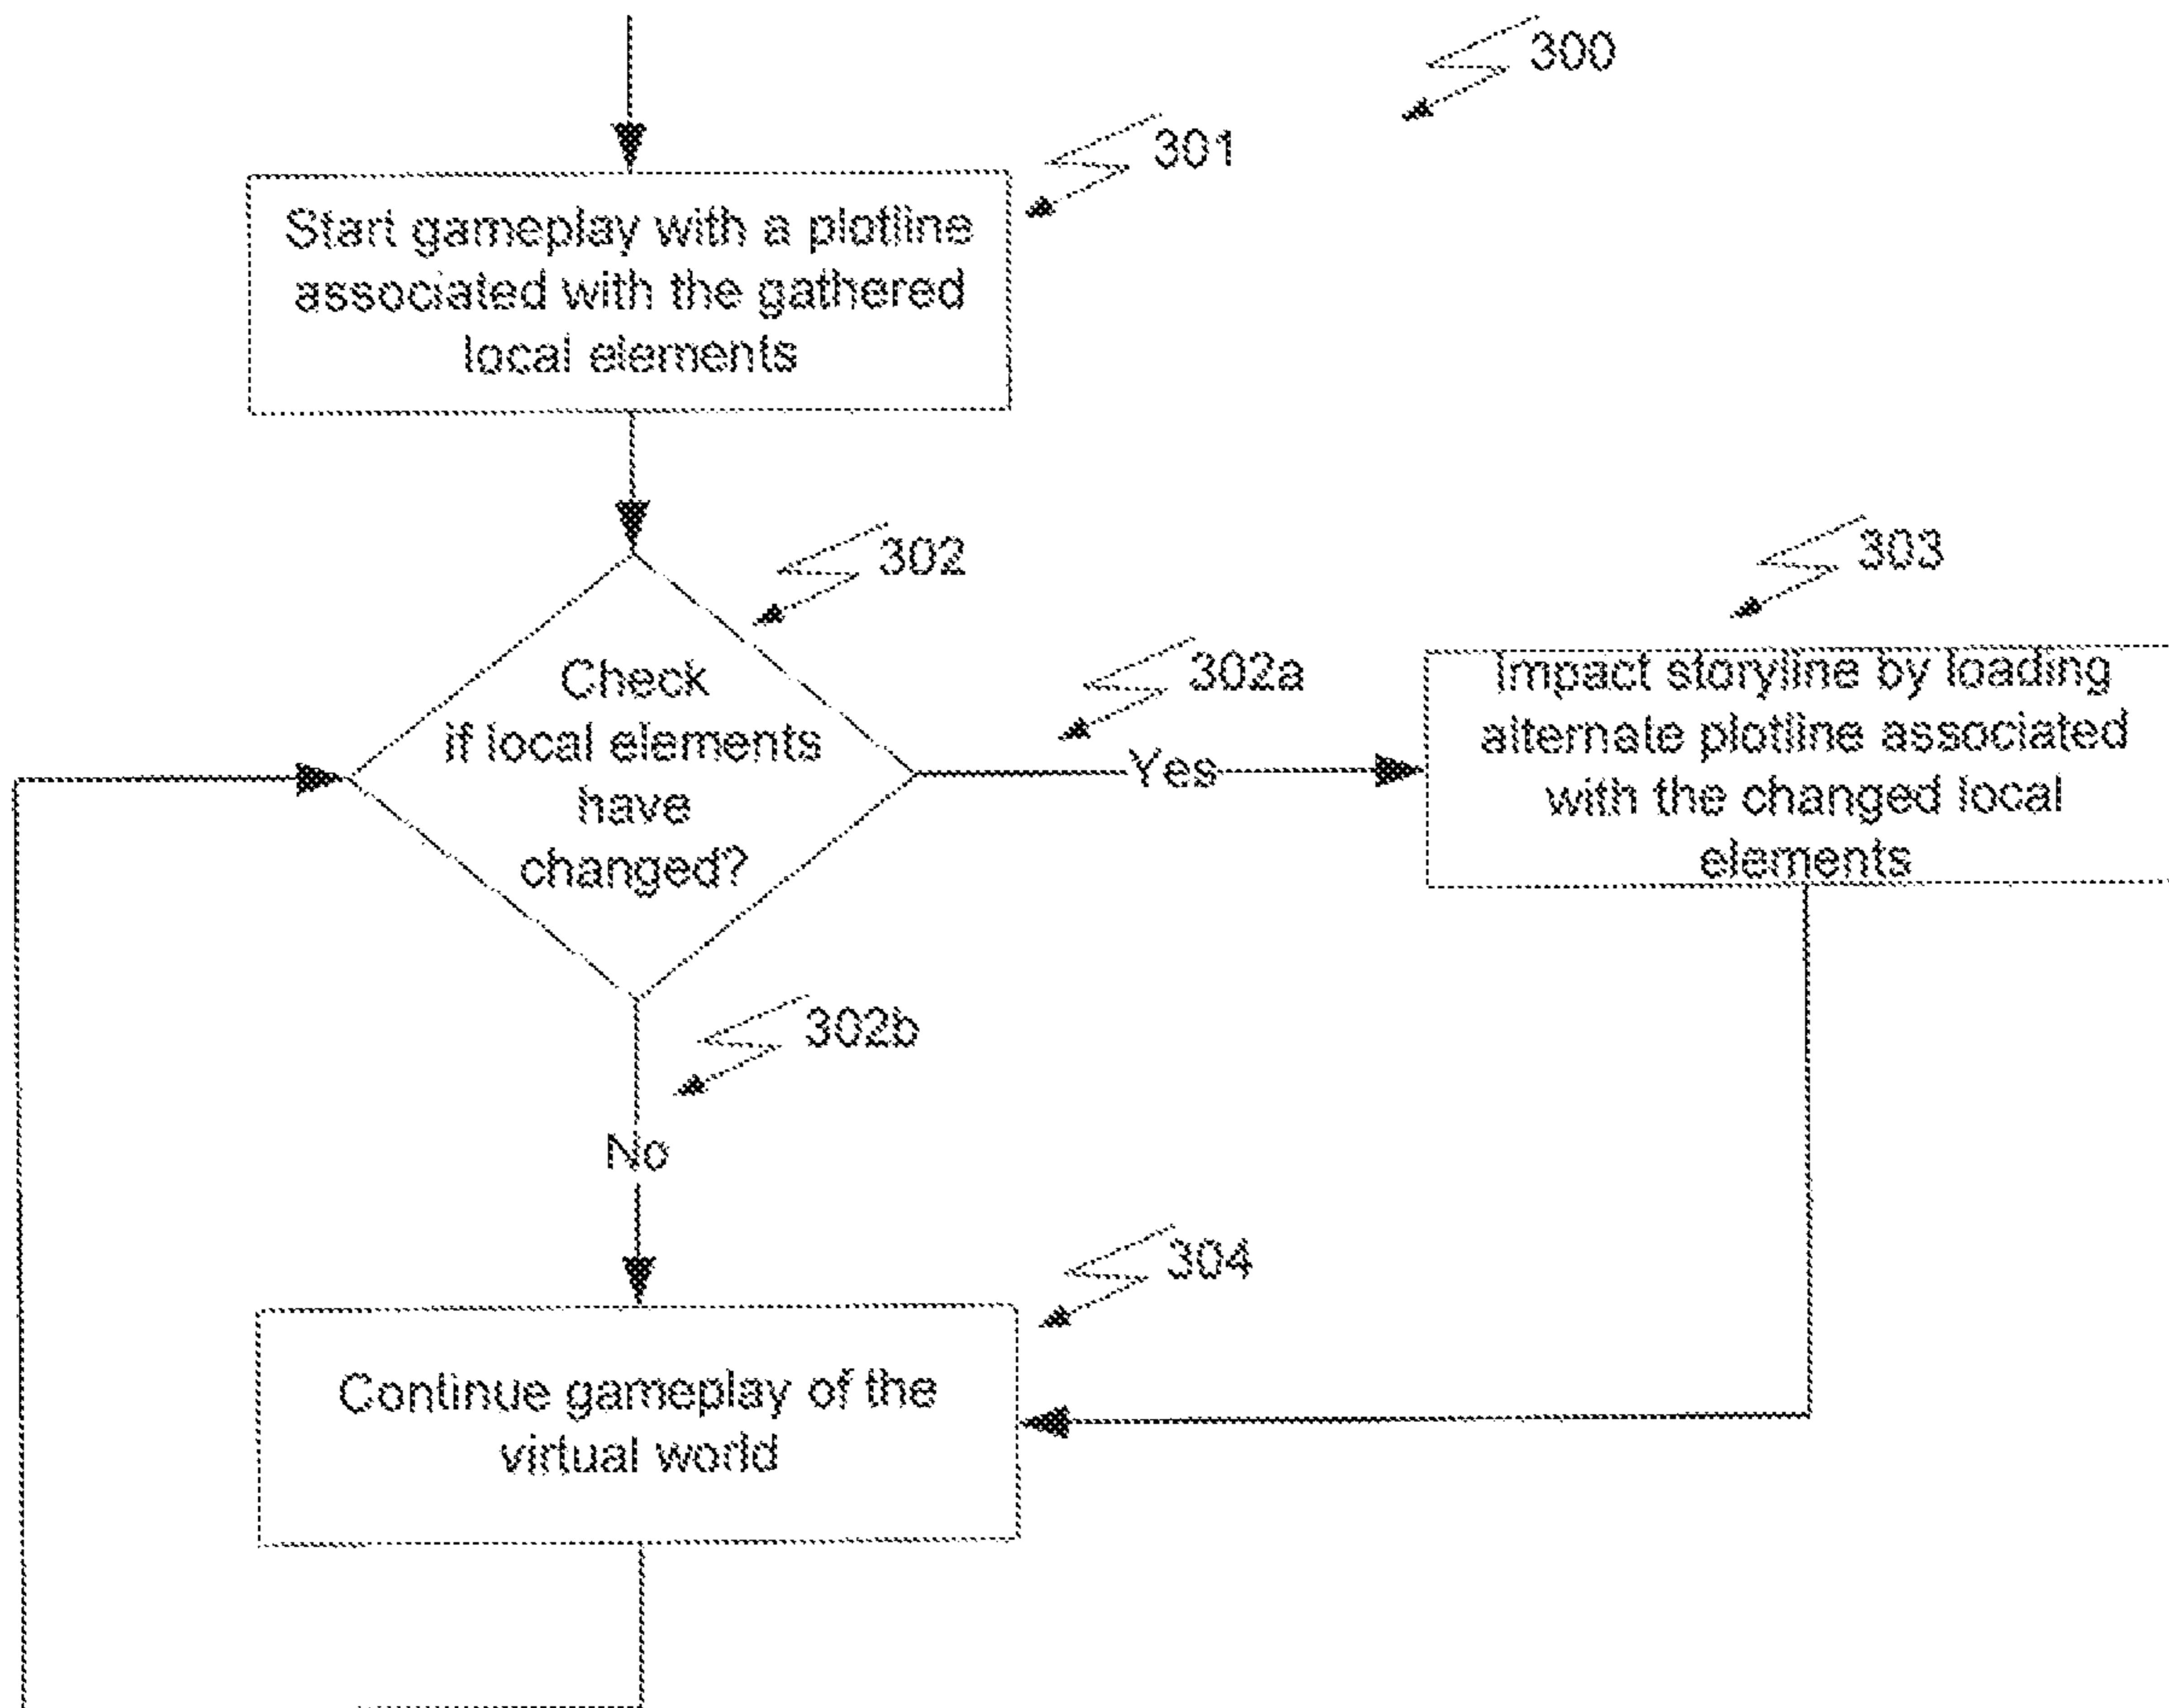 300
301
Start gameplay with a plotline
associated with the gathered
local elements
302
303
Check
if local elements
have
changed?
302a
Yes
Impact storyline by loading
alternate plotline associated
with the changed local
elements
302b
No
304
Continue gameplay of the
virtual world